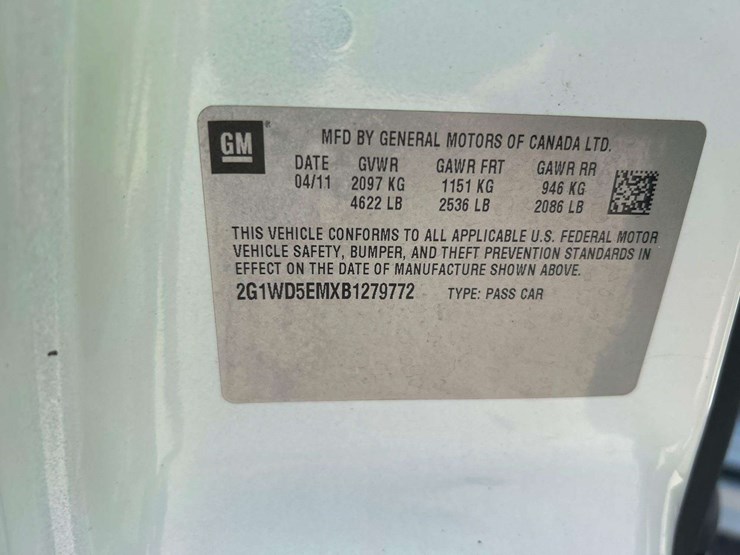 GM®
MFD BY GENERAL MOTORS OF CANADA LTD.
DATE GVWR GAWR FRT GAWR RR
04/11 2097 KG 1151 KG 946 KG
4622 LB 2536 LB 2086 LB
THIS VEHICLE CONFORMS TO ALL APPLICABLE U.S. FEDERAL MOTOR
VEHICLE SAFETY, BUMPER, AND THEFT PREVENTION STANDARDS IN
EFFECT ON THE DATE OF MANUFACTURE SHOWN ABOVE.
2G1WD5EMXB1279772 TYPE: PASS CAR